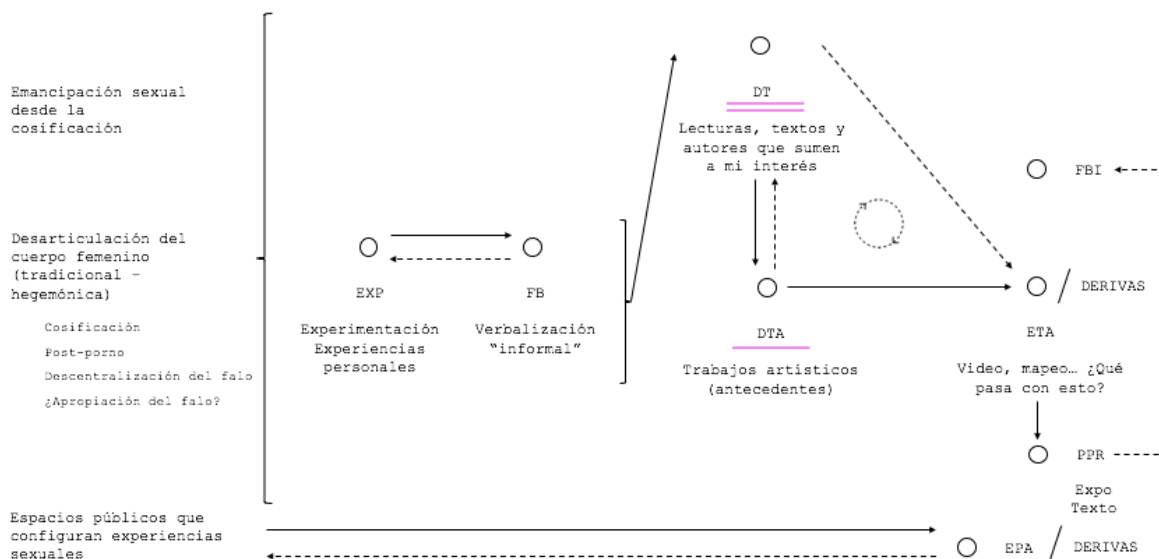 Emancipación sexual
desde la
cosificación
Desarticulación del
cuerpo femenino
(tradicional –
hegemónica)
Cosificación
Post-porno
Descentralización del falo
¿Apropiación del falo?
Espacios públicos que
configuran experiencias
sexuales
EXP
Experimentación
Experiencias
personales
FB
Verbalización
“informal”
DT
Lecturas, textos y
autores que sumen
a mi interés
DTA
Trabajos artísticos
(antecedentes)
FBI
/ DERIVAS
ETA
Video, mapeo… ¿Qué
pasa con esto?
PPR
Expo
Texto
EPA / DERIVAS